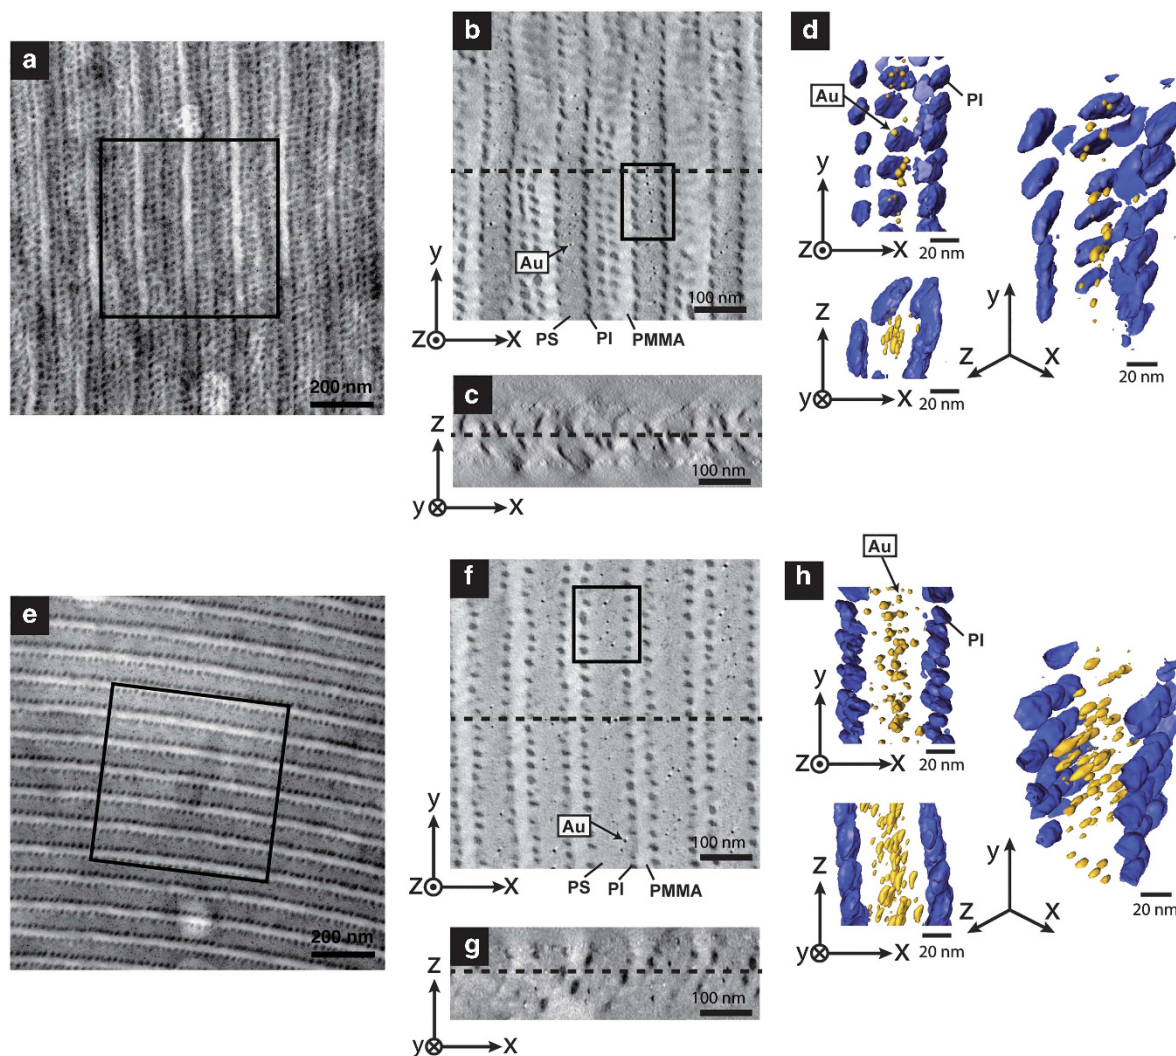 a
200 nm
b
Au
y
Z X
PS PI PMMA
100 nm
c
Z
y X
100 nm
d
Au
PI
y
Z X
20 nm
Z
y X
20 nm
y
Z X
20 nm
e
200 nm
f
Au
y
Z X
PS PI PMMA
100 nm
g
Z
y X
100 nm
h
Au
PI
y
Z X
20 nm
Z
y X
20 nm
y
Z X
20 nm